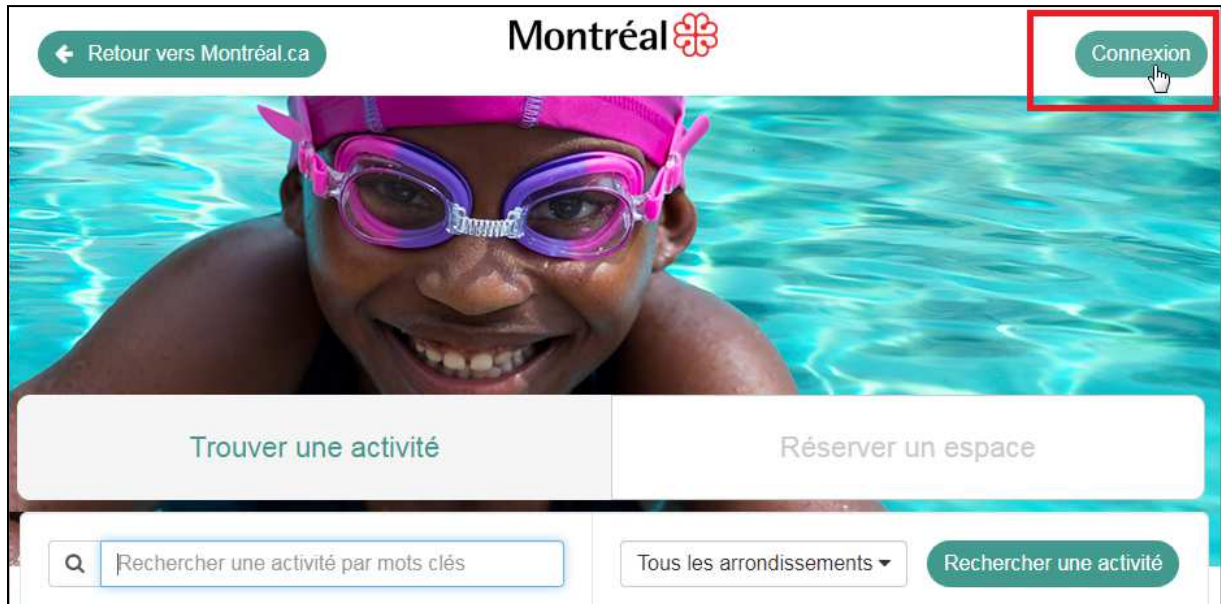 Retour vers Montréal.ca
Montréal
Connexion
Trouver une activité
Réserver un espace
Rechercher une activité par mots clés
Tous les arrondissements
Rechercher une activité